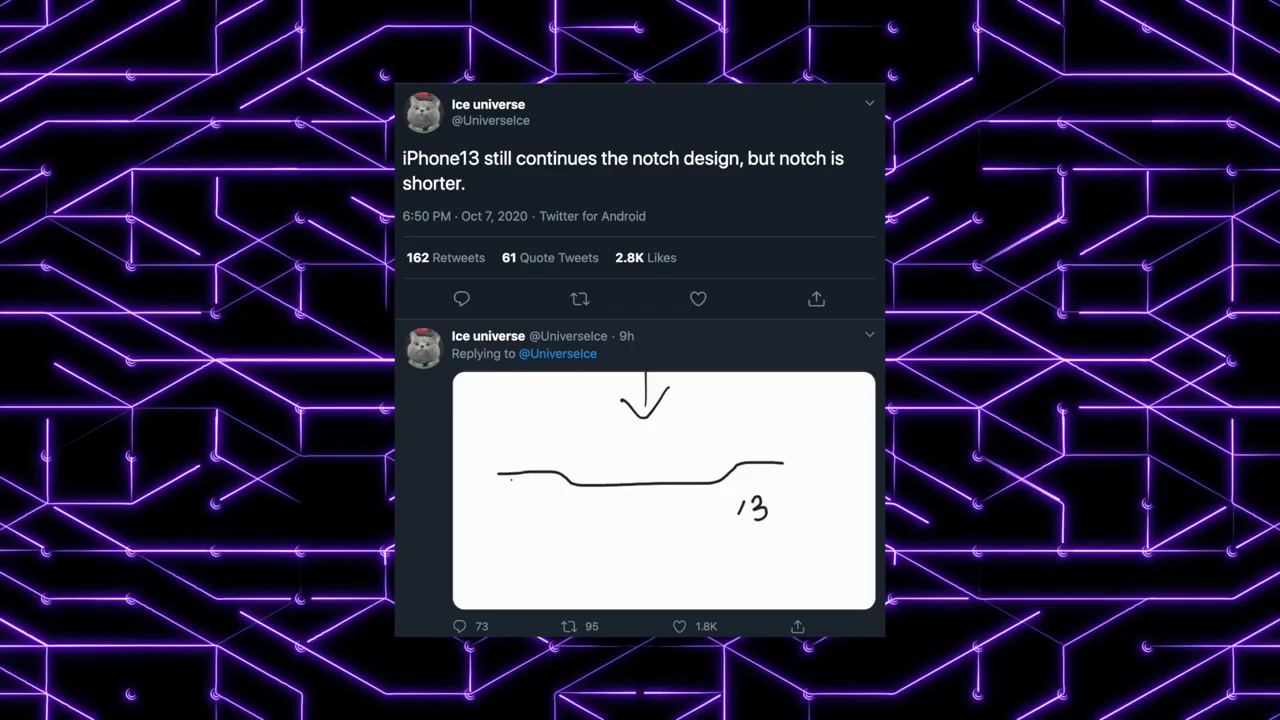 Ice universe
@UniverseIce
iPhone13 still continues the notch design, but notch is
shorter.
6:50 PM · Oct 7, 2020 · Twitter for Android
162 Retweets 61 Quote Tweets 2.8K Likes
Ice universe @UniverseIce · 9h
Replying to @UniverseIce
13
73 95 1.8K